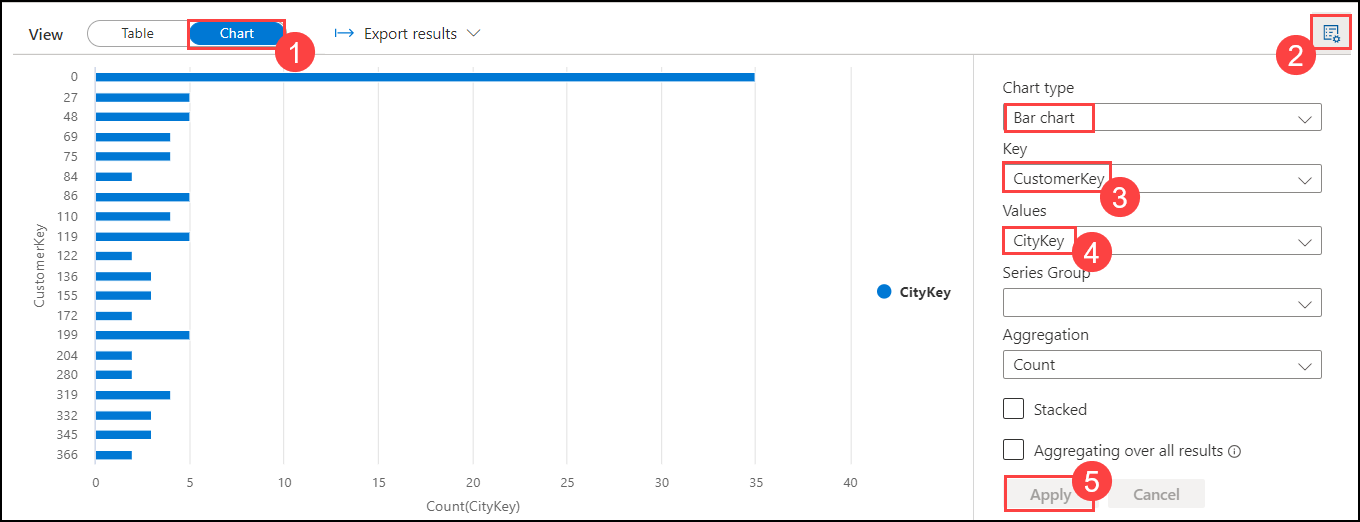 View
Table
Chart
1
Export results
2
0
27
48
69
75
84
86
110
119
122
136
155
172
199
204
280
319
332
345
366
CustomerKey
0 5 10 15 20 25 30 35 40
Count(CityKey)
CityKey
Chart type
Bar chart
Key
CustomerKey
3
Values
CityKey
4
Series Group
Aggregation
Count
Stacked
Aggregating over all results
5
Apply
Cancel